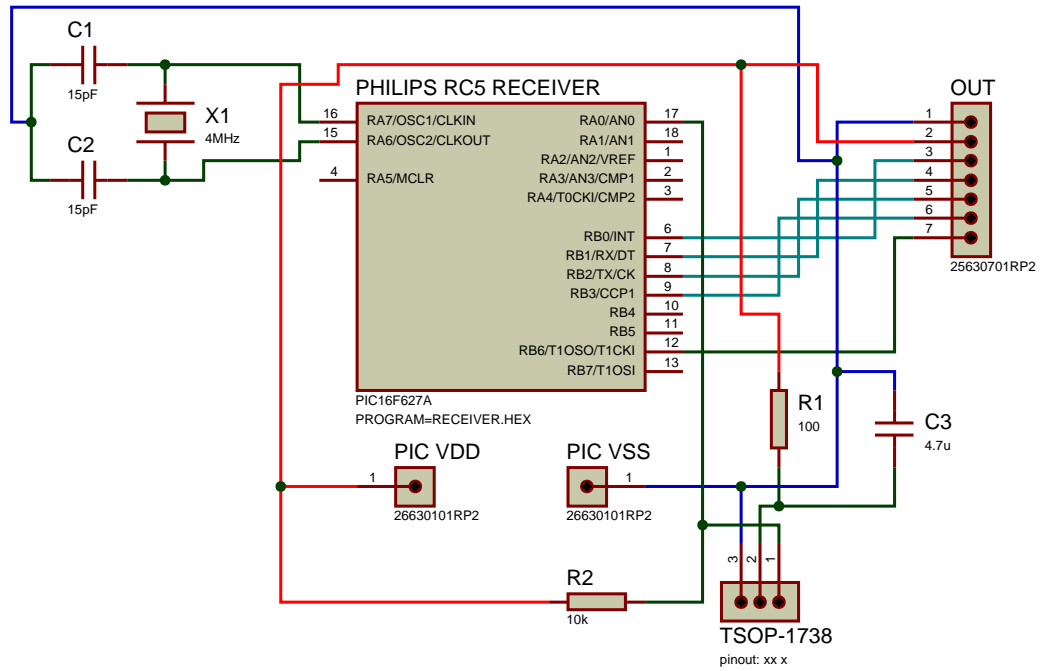 C1
15pF
X1
4MHz
C2
15pF
PHILIPS RC5 RECEIVER
16 RA7/OSC1/CLKIN
15 RA6/OSC2/CLKOUT
4 RA5/MCLR
RA0/AN0 17
RA1/AN1 18
RA2/AN2/VREF 1
RA3/AN3/CMP1 2
RA4/T0CKI/CMP2 3
RB0/INT 6
RB1/RX/DT 7
RB2/TX/CK 8
RB3/CCP1 9
RB4 10
RB5 11
RB6/T1OSO/T1CKI 12
RB7/T1OSI 13
PIC16F627A
PROGRAM=RECEIVER.HEX
OUT
1
2
3
4
5
6
7
25630701RP2
R1
100
C3
4.7u
PIC VDD
1
26630101RP2
PIC VSS
1
26630101RP2
R2
10k
3 2 1
TSOP-1738
pinout: xx x